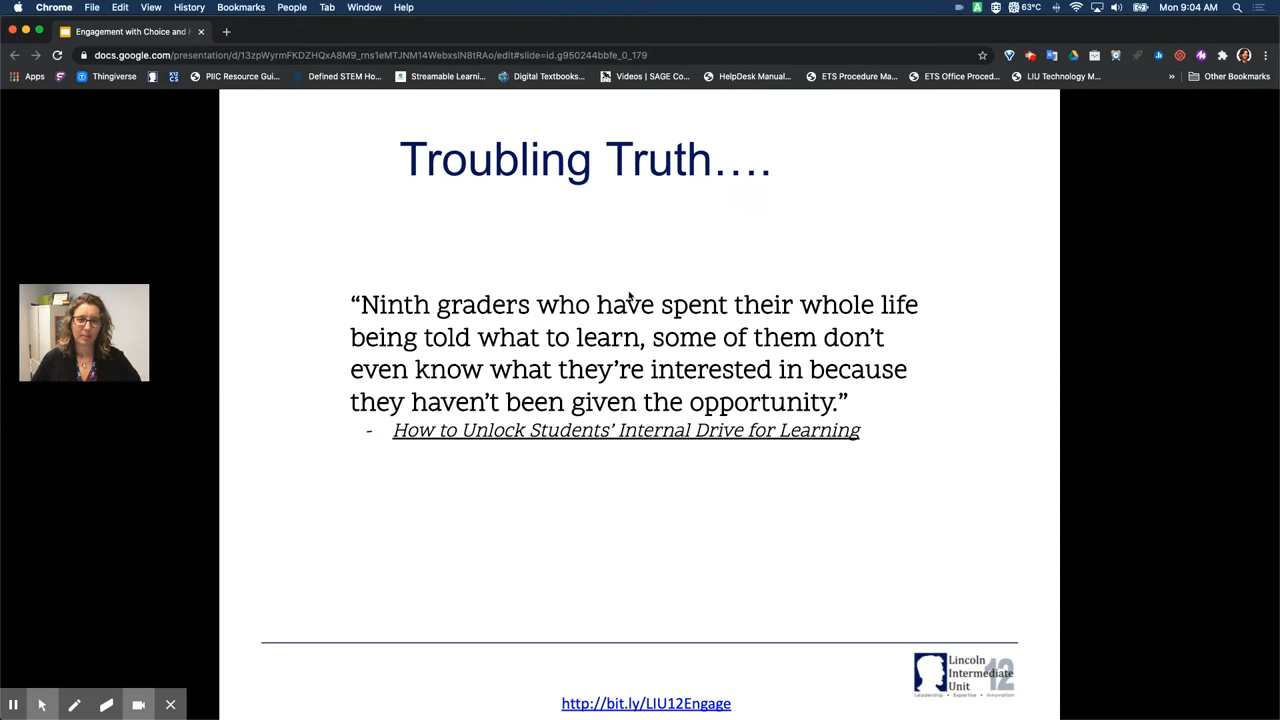 Chrome File Edit View History Bookmarks People Tab Window Help 63°C Mon 9:04 AM
Engagement with Choice and
docs.google.com/presentation/d/13zpWyrmFKDZHQxA8M9_rns1eMTJNM14WebxslN8tRAo/edit#slide=id.g950244bbfe_0_179
Apps Thingiverse PIIC Resource Gui... Defined STEM Ho... Streamable Learni... Digital Textbooks... Videos | SAGE Co... HelpDesk Manual... ETS Procedure Ma... ETS Office Proced... LIU Technology M... » Other Bookmarks
Troubling Truth….
“Ninth graders who have spent their whole life
being told what to learn, some of them don’t
even know what they’re interested in because
they haven’t been given the opportunity.”
- How to Unlock Students’ Internal Drive for Learning
Lincoln
Intermediate
Unit
12
Leadership • Expertise • Innovation
http://bit.ly/LIU12Engage